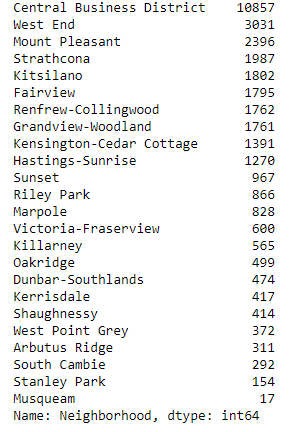 Central Business District    10857
West End                      3031
Mount Pleasant                2396
Strathcona                    1987
Kitsilano                     1802
Fairview                      1795
Renfrew-Collingwood           1762
Grandview-Woodland            1761
Kensington-Cedar Cottage      1391
Hastings-Sunrise              1270
Sunset                         967
Riley Park                     866
Marpole                        828
Victoria-Fraserview            600
Killarney                      565
Oakridge                       499
Dunbar-Southlands              474
Kerrisdale                     417
Shaughnessy                    414
West Point Grey                372
Arbutus Ridge                  311
South Cambie                   292
Stanley Park                   154
Musqueam                        17
Name: Neighborhood, dtype: int64